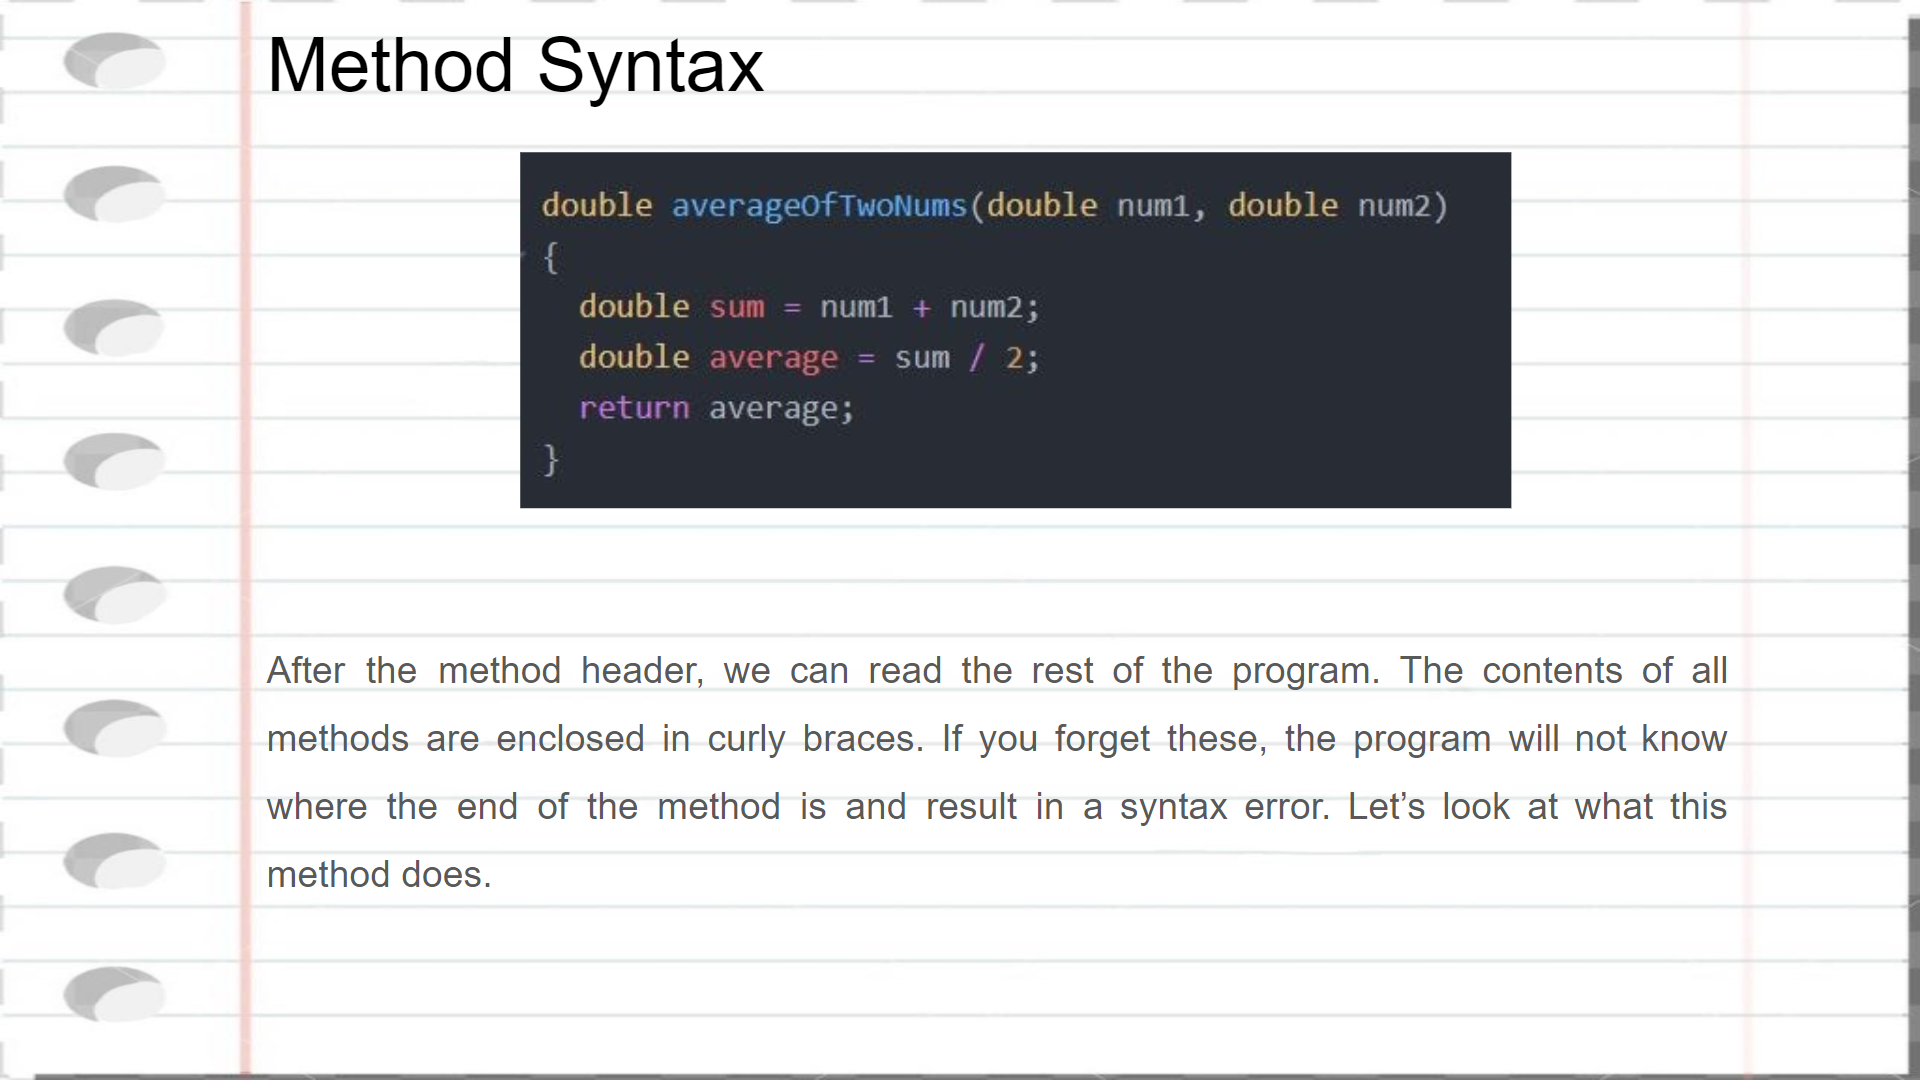 Method Syntax
double averageOfTwoNums(double num1, double num2)
{
double sum = num1 + num2;
double average = sum / 2;
return average;
}
After the method header, we can read the rest of the program. The contents of all
methods are enclosed in curly braces. If you forget these, the program will not know
where the end of the method is and result in a syntax error. Let’s look at what this
method does.